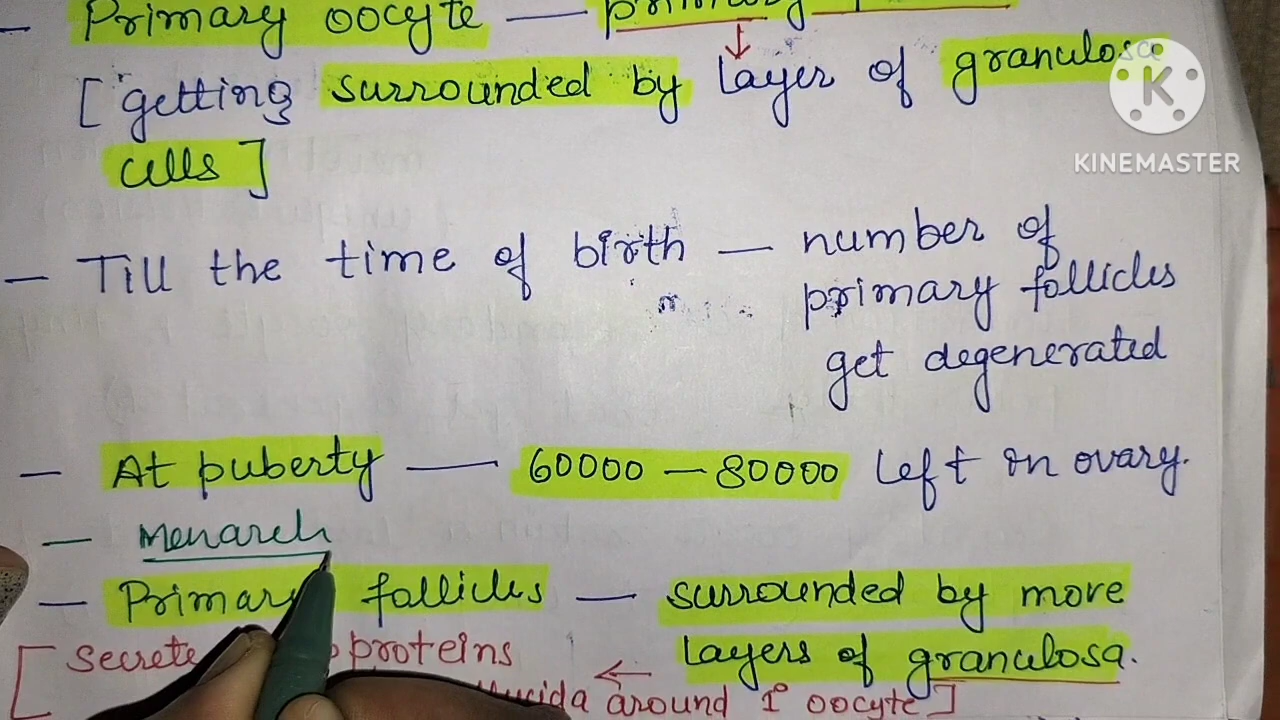 — Primary oocyte — primary
[getting surrounded by layer of granulosa
cells]
— Till the time of birth — number of
primary follicles
get degenerated
— At puberty — 60000 — 80000 left in ovary.
— Menarch
— Primary follicles — surrounded by more
layers of granulosa.
[ Secrete proteins ←
around 1° oocyte ]
K
KINEMASTER